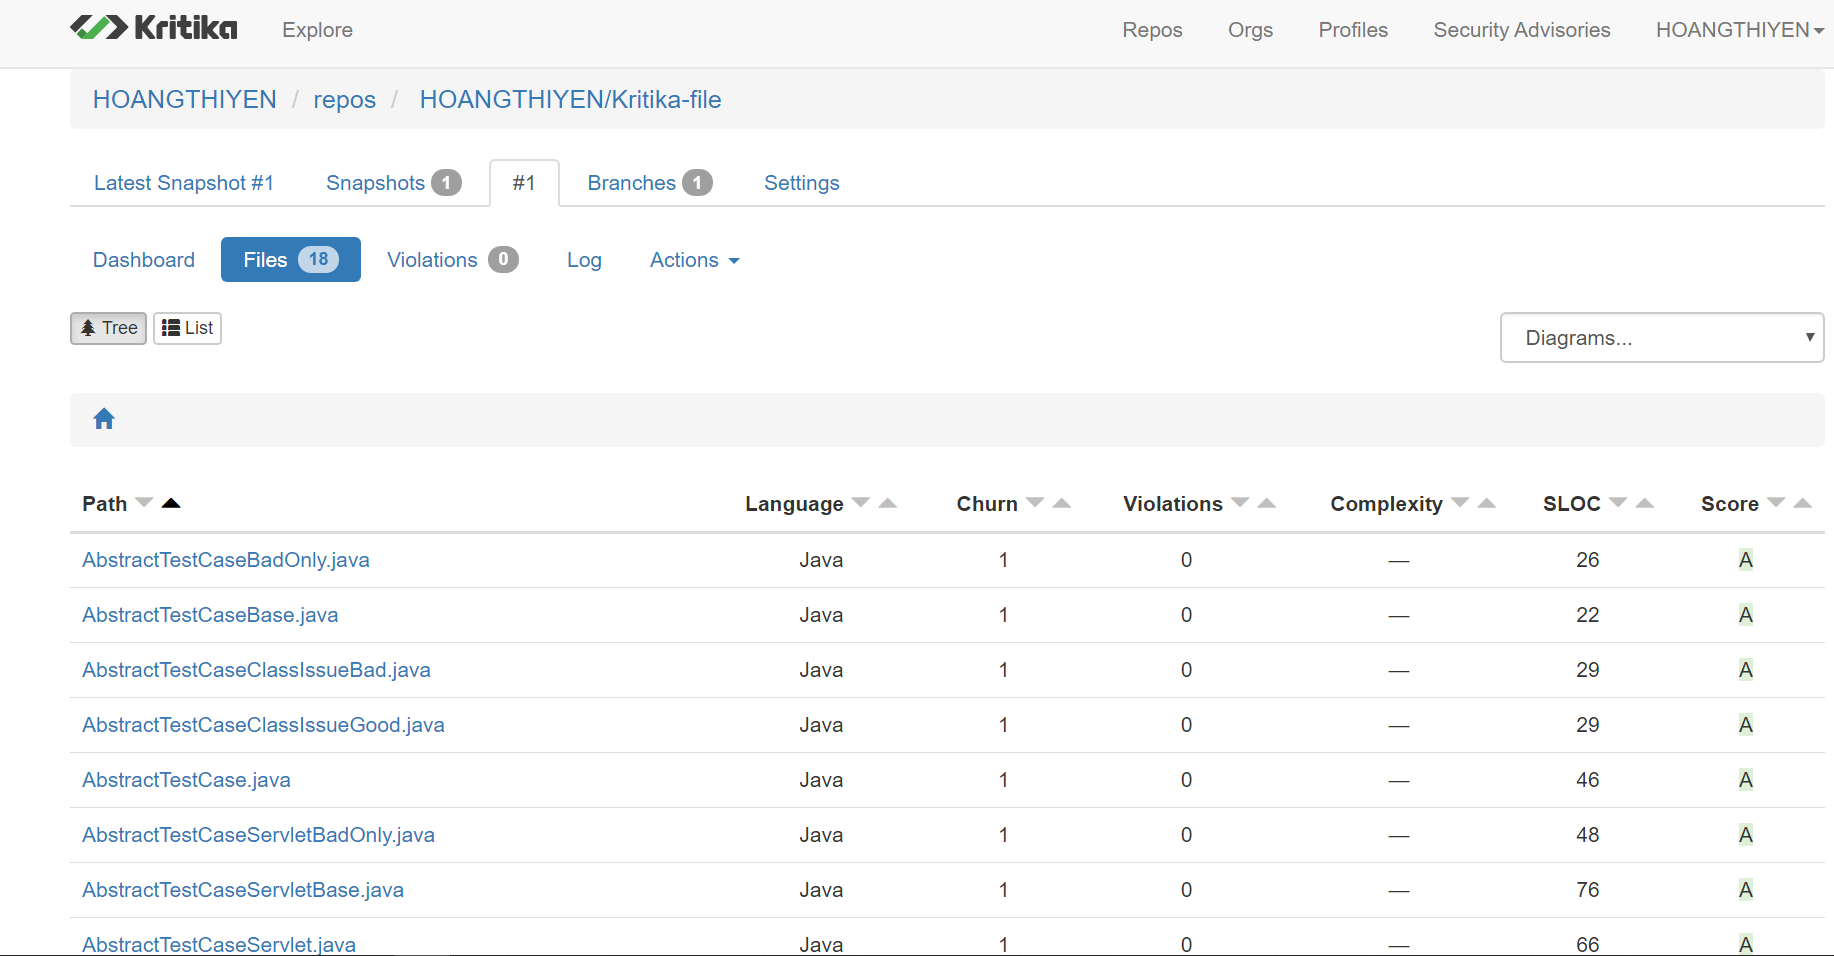 Kritika Explore Repos Orgs Profiles Security Advisories HOANGTHIYEN
HOANGTHIYEN / repos / HOANGTHIYEN/Kritika-file
Latest Snapshot #1 Snapshots 1 #1 Branches 1 Settings
Dashboard Files 18 Violations 0 Log Actions
Tree List Diagrams...
Path Language Churn Violations Complexity SLOC Score
AbstractTestCaseBadOnly.java Java 1 0 — 26 A
AbstractTestCaseBase.java Java 1 0 — 22 A
AbstractTestCaseClassIssueBad.java Java 1 0 — 29 A
AbstractTestCaseClassIssueGood.java Java 1 0 — 29 A
AbstractTestCase.java Java 1 0 — 46 A
AbstractTestCaseServletBadOnly.java Java 1 0 — 48 A
AbstractTestCaseServletBase.java Java 1 0 — 76 A
AbstractTestCaseServlet.java Java 1 0 — 66 A